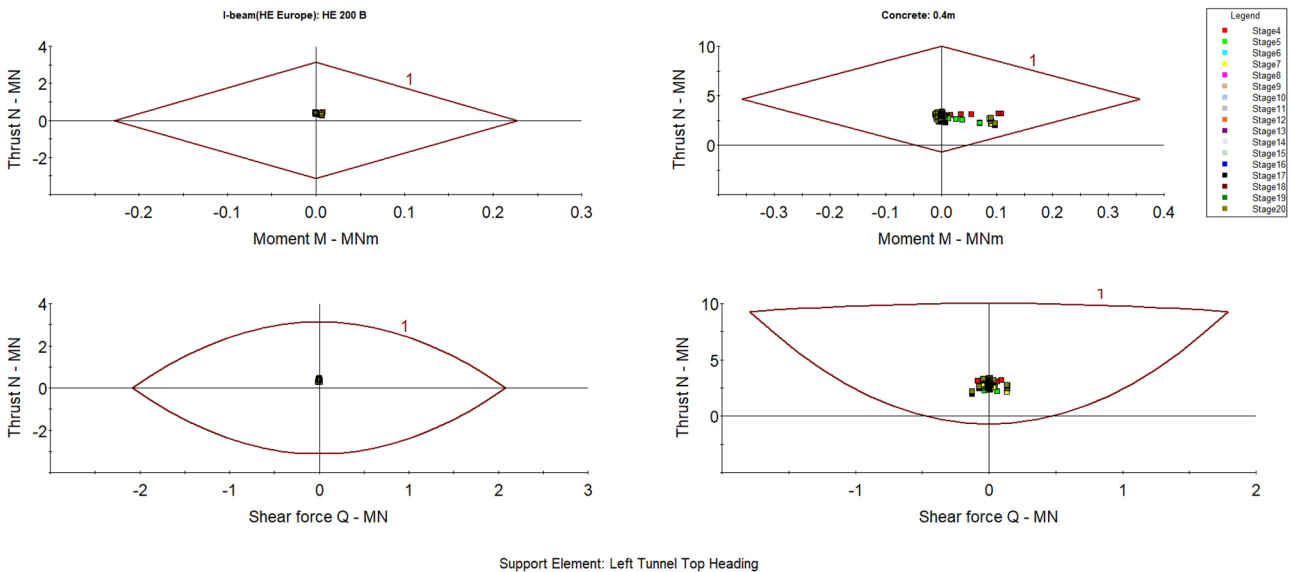 I-beam(HE Europe): HE 200 B
4
2
0
-2
Thrust N - MN
1
-0.2
-0.1
0.0
0.1
0.2
0.3
Moment M - MNm
Concrete: 0.4m
10
5
0
Thrust N - MN
1
-0.3
-0.2
-0.1
0.0
0.1
0.2
0.3
0.4
Moment M - MNm
Legend
Stage4
Stage5
Stage6
Stage7
Stage8
Stage9
Stage10
Stage11
Stage12
Stage13
Stage14
Stage15
Stage16
Stage17
Stage18
Stage19
Stage20
4
2
0
-2
Thrust N - MN
1
-2
-1
0
1
2
3
Shear force Q - MN
10
5
0
Thrust N - MN
1
-1
0
1
2
Shear force Q - MN
Support Element: Left Tunnel Top Heading